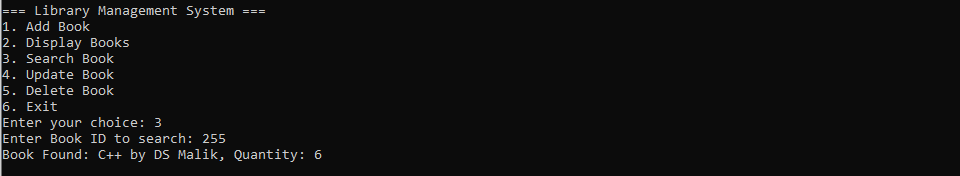 === Library Management System ===
1. Add Book
2. Display Books
3. Search Book
4. Update Book
5. Delete Book
6. Exit
Enter your choice: 3
Enter Book ID to search: 255
Book Found: C++ by DS Malik, Quantity: 6